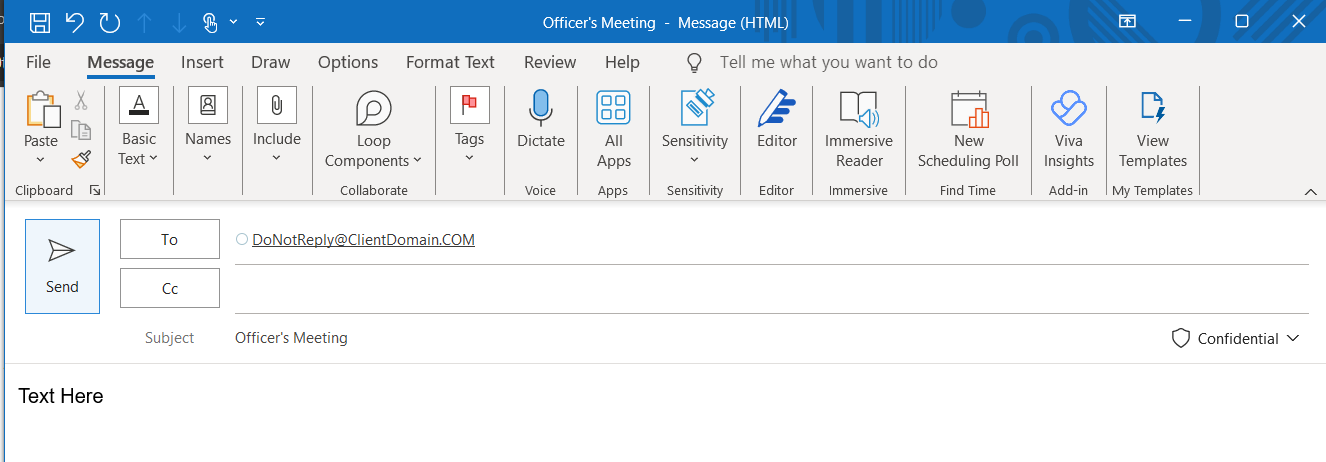 Officer's Meeting - Message (HTML)
File Message Insert Draw Options Format Text Review Help Tell me what you want to do
Paste
Basic Text
Names
Include
Loop Components
Tags
Dictate
All Apps
Sensitivity
Editor
Immersive Reader
New Scheduling Poll
Viva Insights
View Templates
Clipboard Collaborate Voice Apps Sensitivity Editor Immersive Find Time Add-in My Templates
Send
To DoNotReply@ClientDomain.COM
Cc
Subject Officer's Meeting Confidential
Text Here